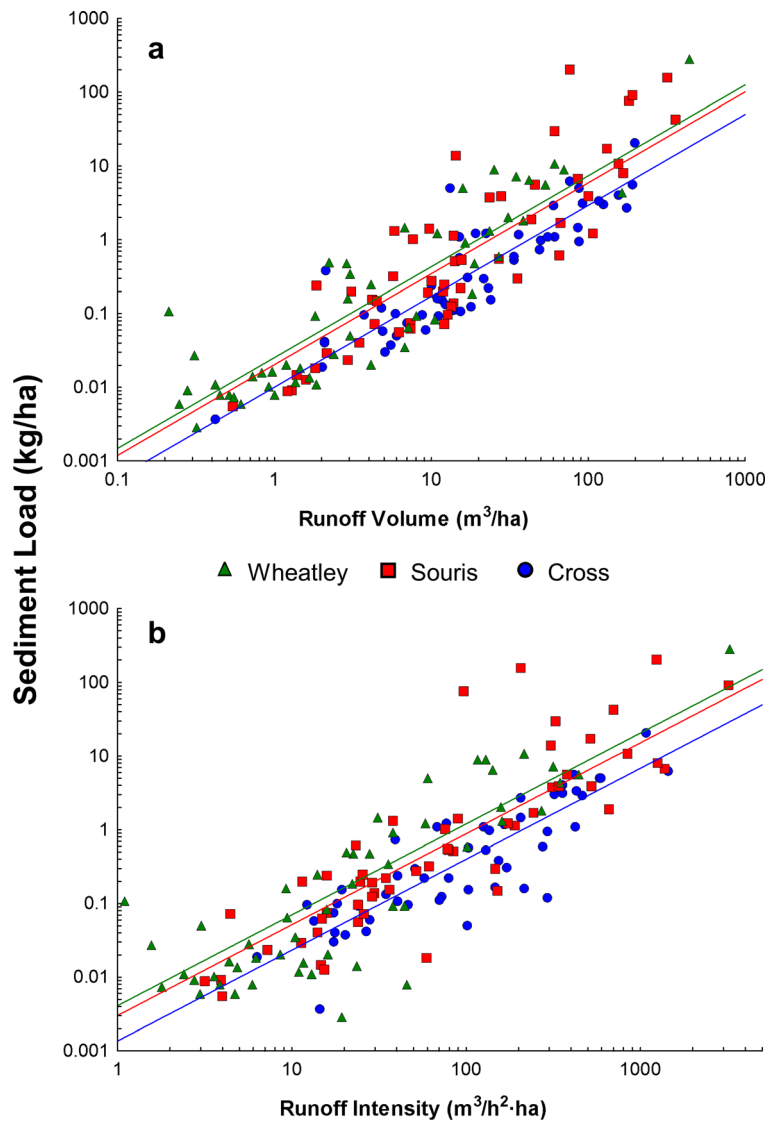 1000
a
100
10
1
0.1
0.01
0.001
0.1 1 10 100 1000
Runoff Volume (m³/ha)
Sediment Load (kg/ha)
Wheatley Souris Cross
1000
b
100
10
1
0.1
0.01
0.001
1 10 100 1000
Runoff Intensity (m³/h²·ha)